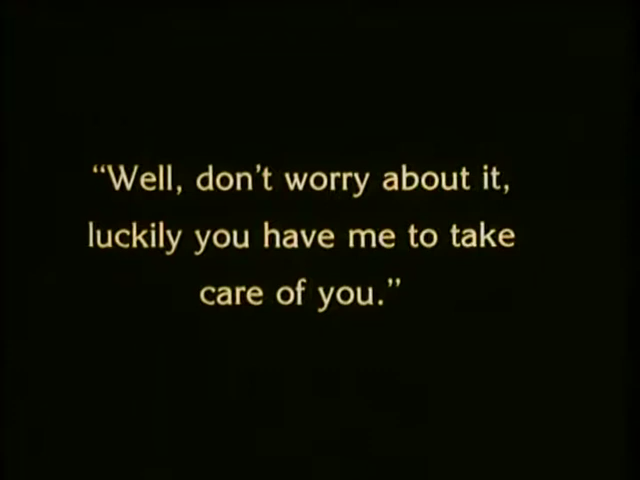 “Well, don’t worry about it,
luckily you have me to take
care of you.”